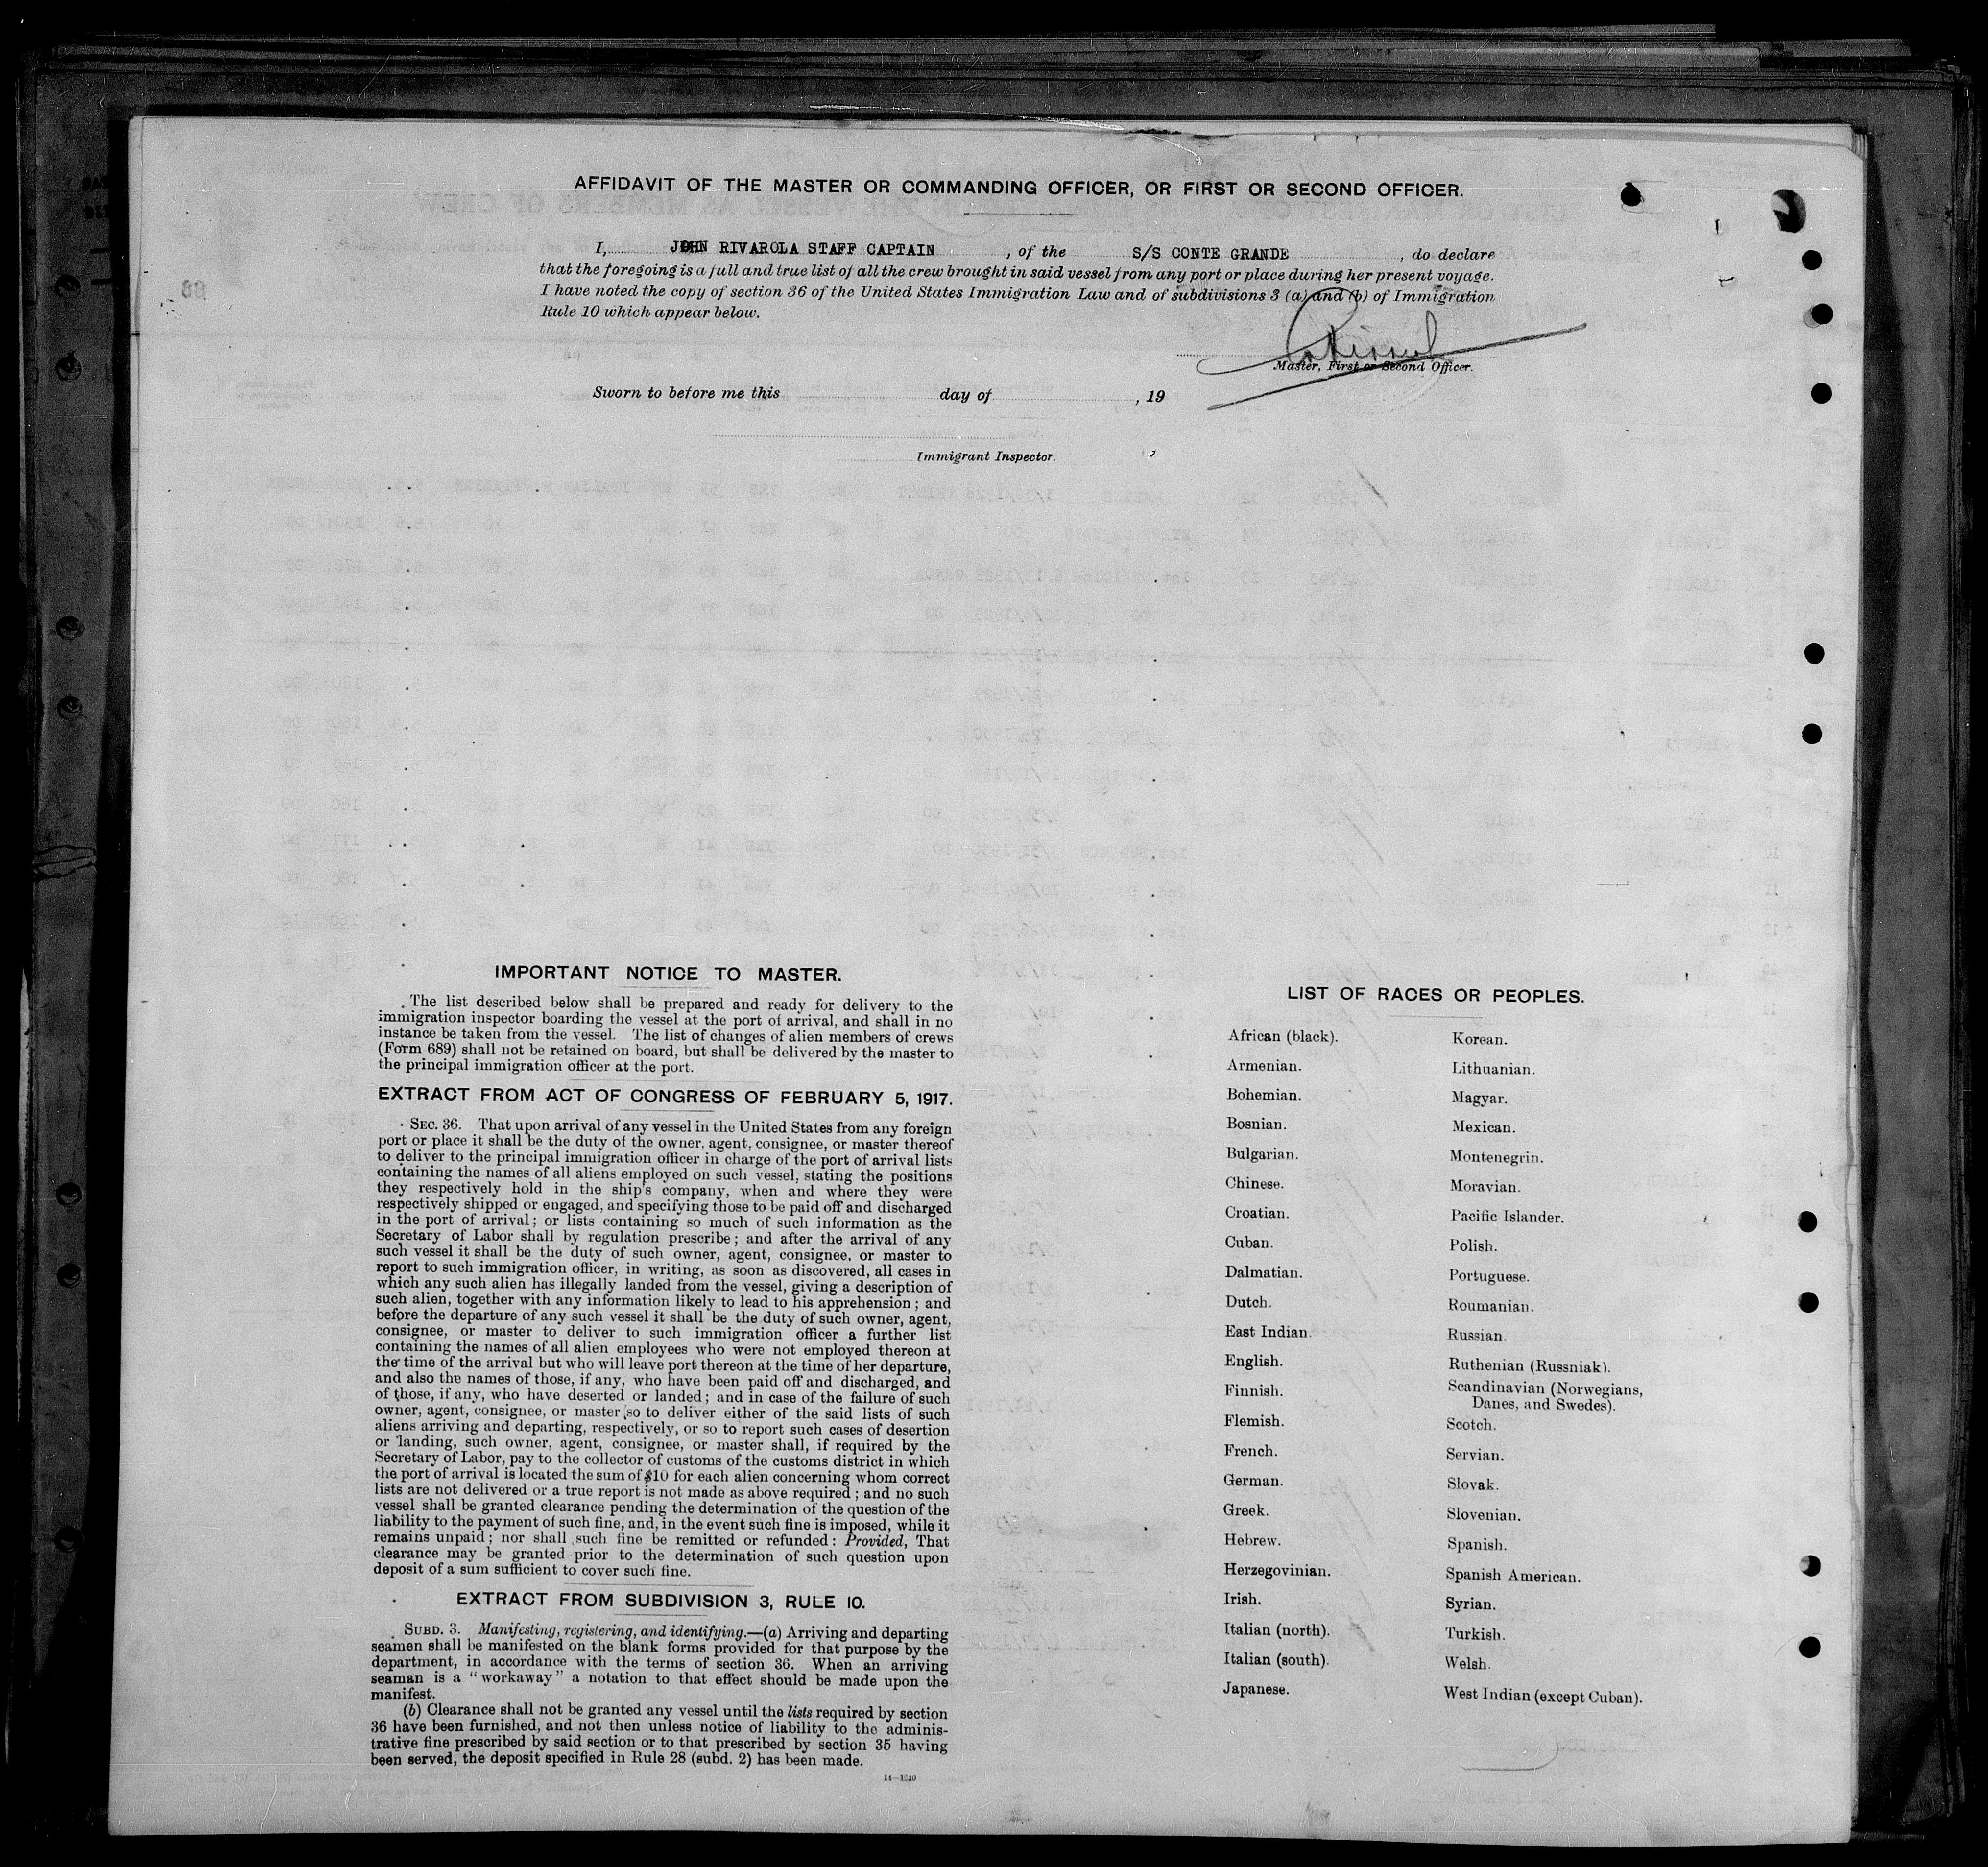 AFFIDAVIT OF THE MASTER OR COMMANDING OFFICER, OR FIRST OR SECOND OFFICER.
I, JOHN RIVAROLA STAFF CAPTAIN, of the S/S CONTE GRANDE, do declare
that the foregoing is a full and true list of all the crew brought in said vessel from any port or place during her present voyage.
I have noted the copy of section 36 of the United States Immigration Law and of subdivisions 3 (a) and (b) of Immigration
Rule 10 which appear below.
Master, First or Second Officer.
Sworn to before me this day of , 19
Immigrant Inspector.
IMPORTANT NOTICE TO MASTER.
The list described below shall be prepared and ready for delivery to the
immigration inspector boarding the vessel at the port of arrival, and shall in no
instance be taken from the vessel. The list of changes of alien members of crews
(Form 689) shall not be retained on board, but shall be delivered by the master to
the principal immigration officer at the port.
EXTRACT FROM ACT OF CONGRESS OF FEBRUARY 5, 1917.
SEC. 36. That upon arrival of any vessel in the United States from any foreign
port or place it shall be the duty of the owner, agent, consignee, or master thereof
to deliver to the principal immigration officer in charge of the port of arrival lists
containing the names of all aliens employed on such vessel, stating the positions
they respectively hold in the ship's company, when and where they were
respectively shipped or engaged, and specifying those to be paid off and discharged
in the port of arrival; or lists containing so much of such information as the
Secretary of Labor shall by regulation prescribe; and after the arrival of any
such vessel it shall be the duty of such owner, agent, consignee, or master to
report to such immigration officer, in writing, as soon as discovered, all cases in
which any such alien has illegally landed from the vessel, giving a description of
such alien, together with any information likely to lead to his apprehension; and
before the departure of any such vessel it shall be the duty of such owner, agent,
consignee, or master to deliver to such immigration officer a further list
containing the names of all alien employees who were not employed thereon at
the time of the arrival but who will leave port thereon at the time of her departure,
and also the names of those, if any, who have been paid off and discharged, and
of those, if any, who have deserted or landed; and in case of the failure of such
owner, agent, consignee, or master so to deliver either of the said lists of such
aliens arriving and departing, respectively, or so to report such cases of desertion
or landing, such owner, agent, consignee, or master shall, if required by the
Secretary of Labor, pay to the collector of customs of the customs district in which
the port of arrival is located the sum of $10 for each alien concerning whom correct
lists are not delivered or a true report is not made as above required; and no such
vessel shall be granted clearance pending the determination of the question of the
liability to the payment of such fine, and, in the event such fine is imposed, while it
remains unpaid; nor shall such fine be remitted or refunded: Provided, That
clearance may be granted prior to the determination of such question upon
deposit of a sum sufficient to cover such fine.
EXTRACT FROM SUBDIVISION 3, RULE 10.
SUBD. 3. Manifesting, registering, and identifying.—(a) Arriving and departing
seamen shall be manifested on the blank forms provided for that purpose by the
department, in accordance with the terms of section 36. When an arriving
seaman is a "workaway" a notation to that effect should be made upon the
manifest.
(b) Clearance shall not be granted any vessel until the lists required by section
36 have been furnished, and not then unless notice of liability to the adminis-
trative fine prescribed by said section or to that prescribed by section 35 having
been served, the deposit specified in Rule 28 (subd. 2) has been made.
14—1240
LIST OF RACES OR PEOPLES.
African (black).
Armenian.
Bohemian.
Bosnian.
Bulgarian.
Chinese.
Croatian.
Cuban.
Dalmatian.
Dutch.
East Indian.
English.
Finnish.
Flemish.
French.
German.
Greek.
Hebrew.
Herzegovinian.
Irish.
Italian (north).
Italian (south).
Japanese.
Korean.
Lithuanian.
Magyar.
Mexican.
Montenegrin.
Moravian.
Pacific Islander.
Polish.
Portuguese.
Roumanian.
Russian.
Ruthenian (Russniak).
Scandinavian (Norwegians,
Danes, and Swedes).
Scotch.
Servian.
Slovak.
Slovenian.
Spanish.
Spanish American.
Syrian.
Turkish.
Welsh.
West Indian (except Cuban).